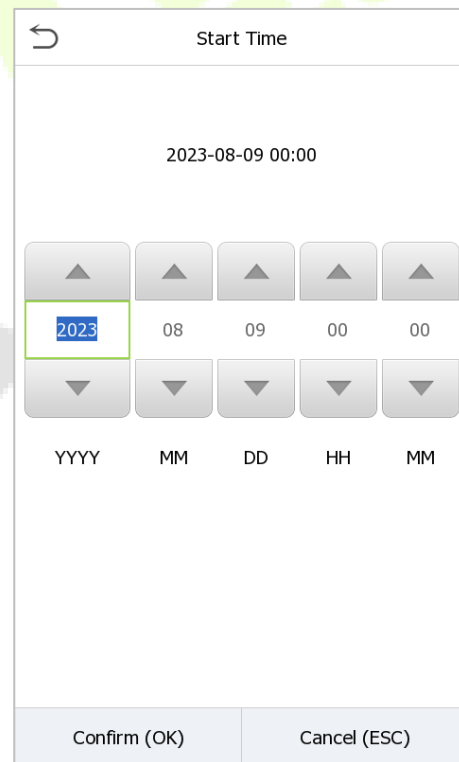 Start Time
2023-08-09 00:00
2023 08 09 00 00
YYYY MM DD HH MM
Confirm (OK) Cancel (ESC)